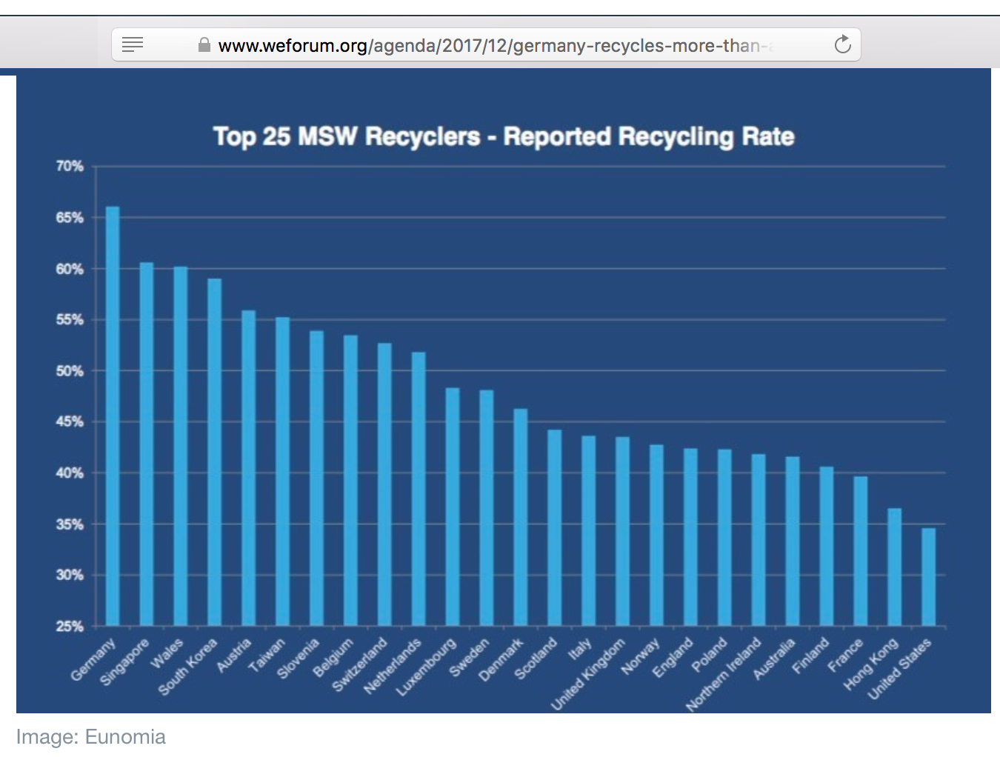 www.weforum.org/agenda/2017/12/germany-recycles-more-than-
Top 25 MSW Recyclers - Reported Recycling Rate
70%
65%
60%
55%
50%
45%
40%
35%
30%
25%
Germany
Singapore
Wales
South Korea
Austria
Taiwan
Slovenia
Belgium
Switzerland
Netherlands
Luxembourg
Sweden
Denmark
Scotland
Italy
United Kingdom
Norway
England
Poland
Northern Ireland
Australia
Finland
France
Hong Kong
United States
Image: Eunomia